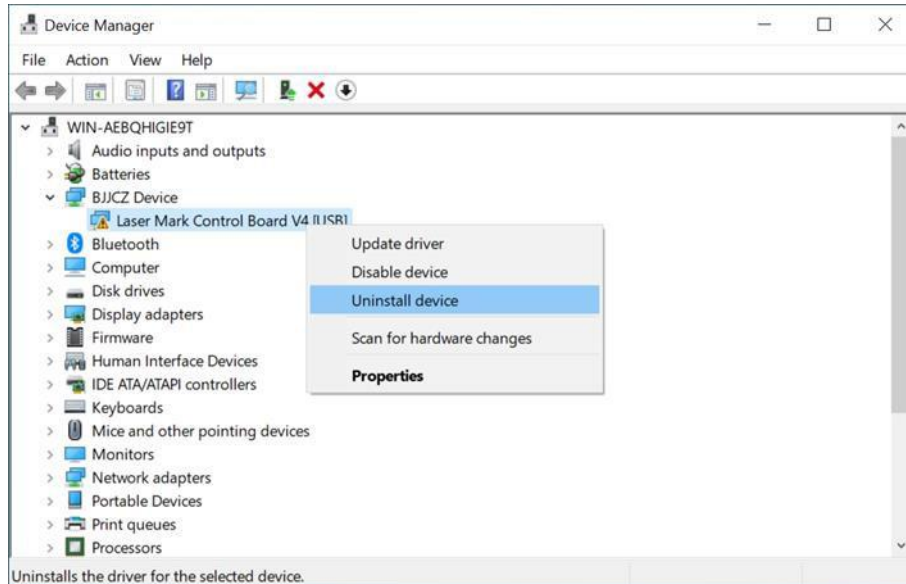 Device Manager
File Action View Help
WIN-AEBQHIGIE9T
Audio inputs and outputs
Batteries
BJJCZ Device
Laser Mark Control Board V4 [USB]
Update driver
Disable device
Uninstall device
Scan for hardware changes
Properties
Bluetooth
Computer
Disk drives
Display adapters
Firmware
Human Interface Devices
IDE ATA/ATAPI controllers
Keyboards
Mice and other pointing devices
Monitors
Network adapters
Portable Devices
Print queues
Processors
Uninstalls the driver for the selected device.